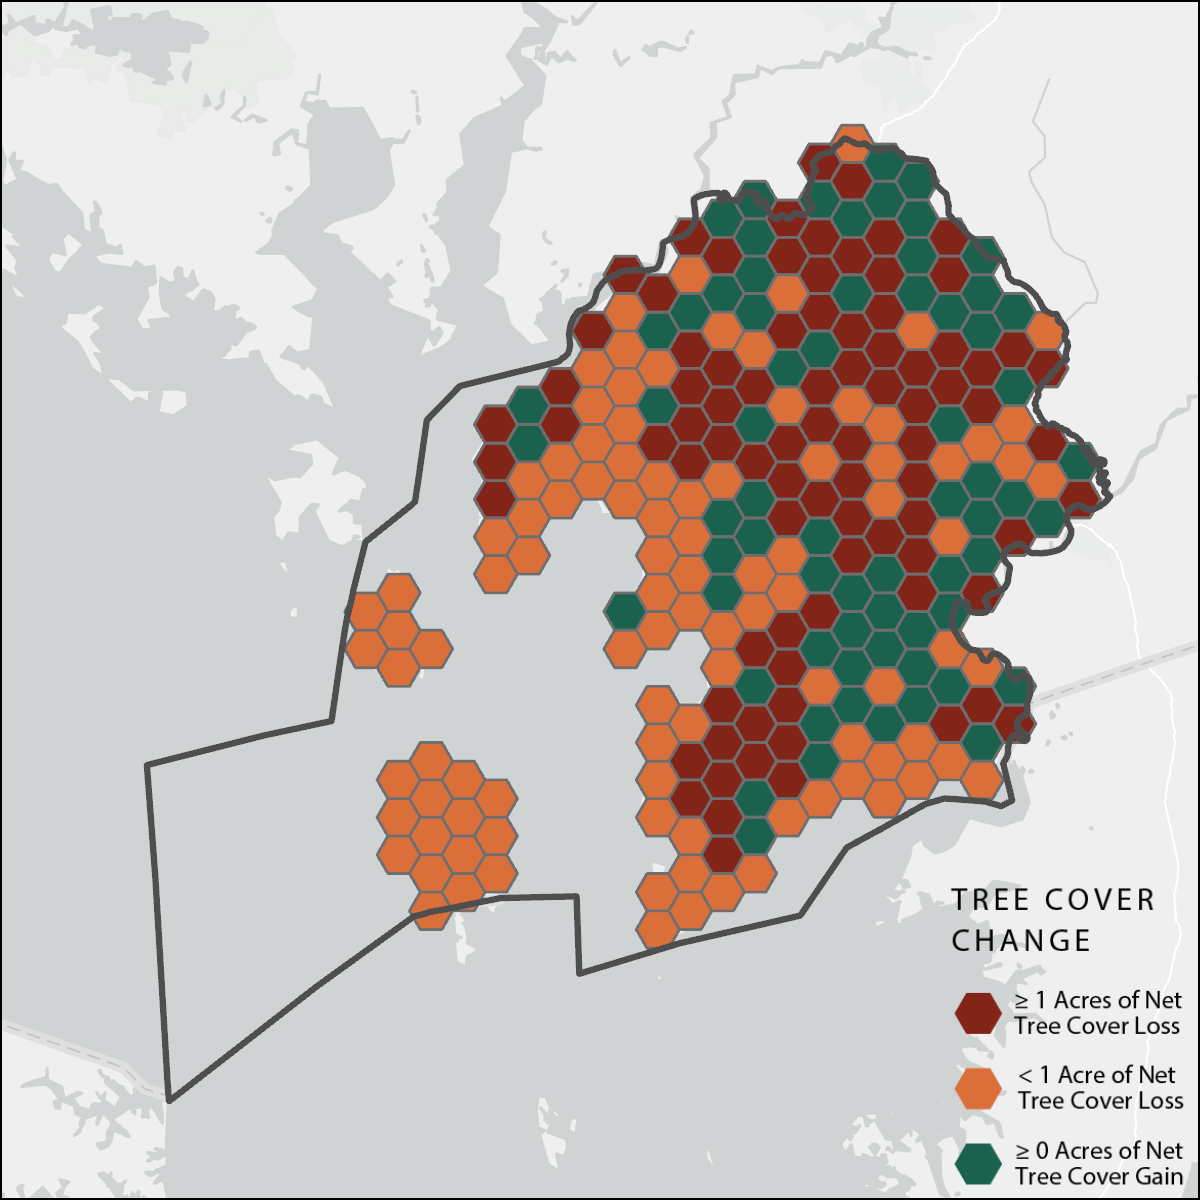 TREE COVER
CHANGE
≥ 1 Acres of Net
Tree Cover Loss
< 1 Acre of Net
Tree Cover Loss
≥ 0 Acres of Net
Tree Cover Gain